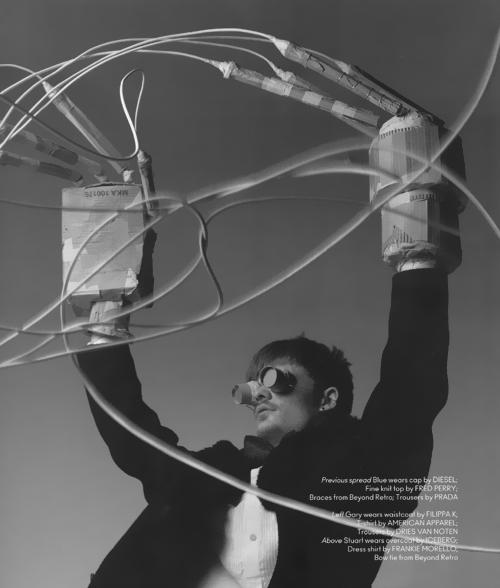 MKA 100176
Previous spread Blue wears cap by DIESEL;
Fine knit top by FRED PERRY;
Braces from Beyond Retro; Trousers by PRADA
Left Gary wears waistcoat by FILIPPA K;
T-shirt by AMERICAN APPAREL;
Trousers by DRIES VAN NOTEN
Above Stuart wears overcoat by ICEBERG;
Dress shirt by FRANKIE MORELLO;
Bow tie from Beyond Retro